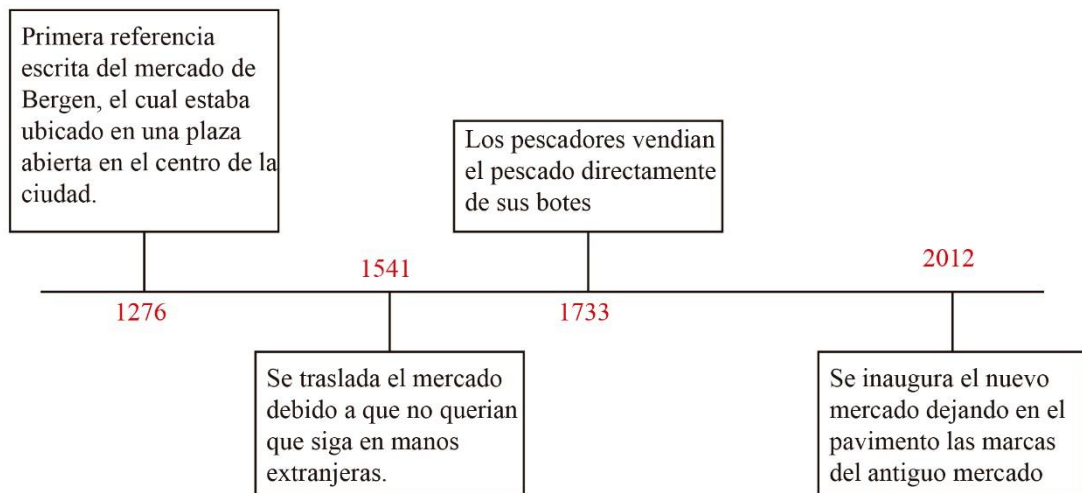 Primera referencia
escrita del mercado de
Bergen, el cual estaba
ubicado en una plaza
abierta en el centro de la
ciudad.
1276
1541
Se traslada el mercado
debido a que no querian
que siga en manos
extranjeras.
Los pescadores vendian
el pescado directamente
de sus botes
1733
2012
Se inaugura el nuevo
mercado dejando en el
pavimento las marcas
del antiguo mercado